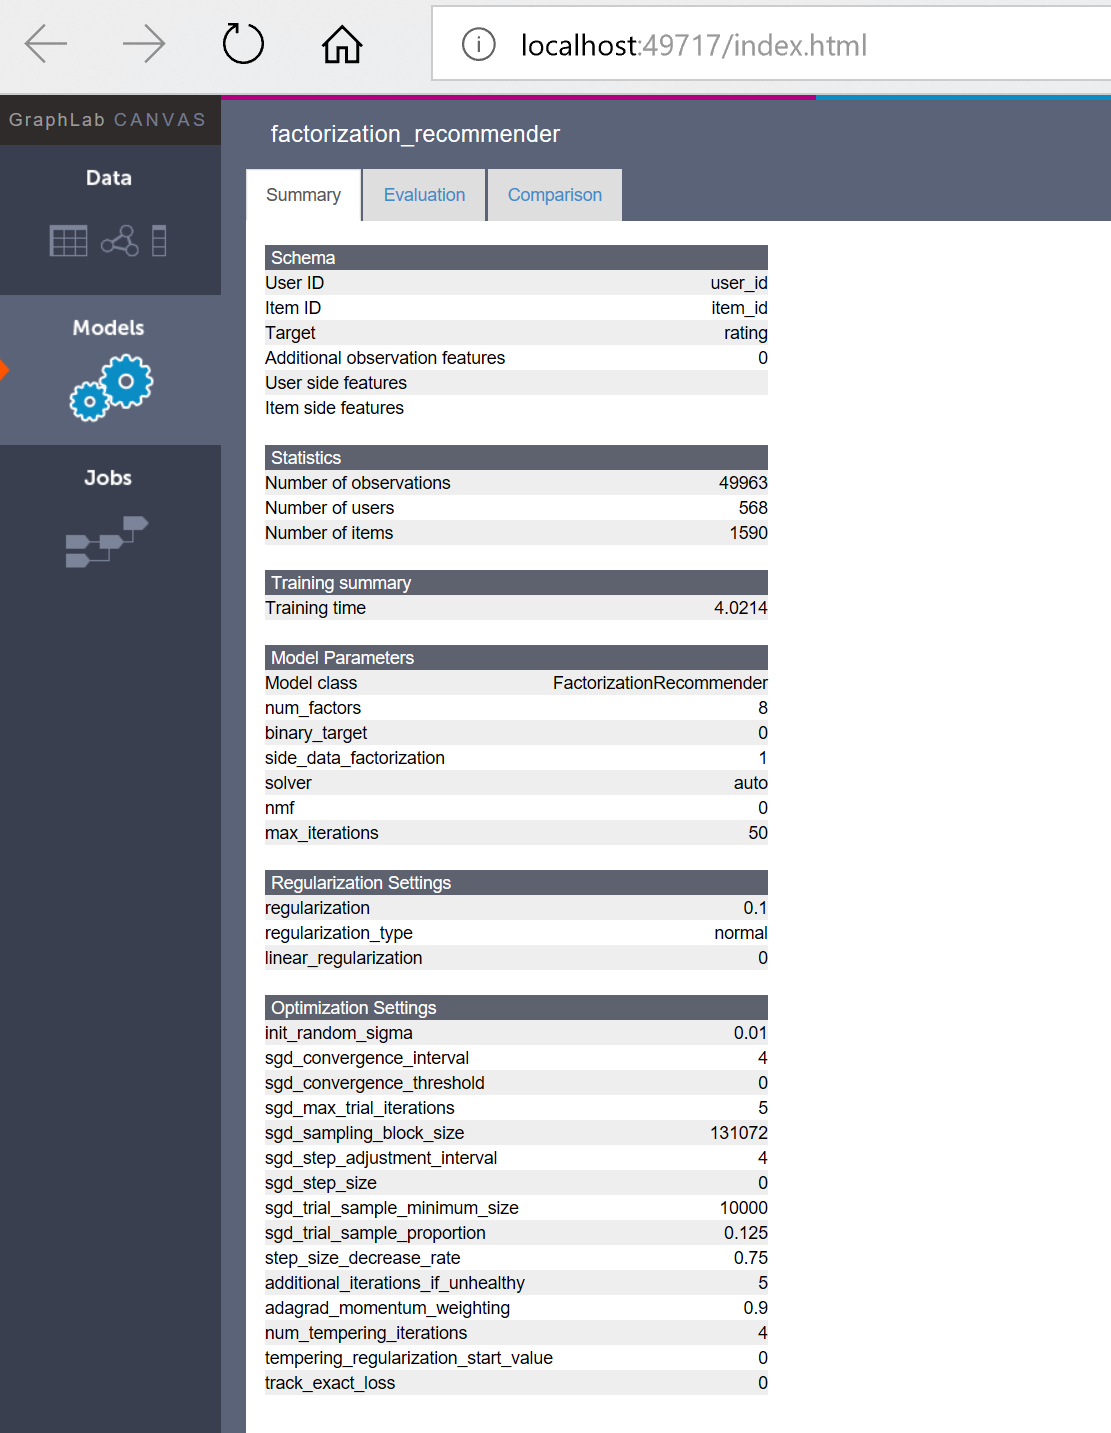 localhost:49717/index.html
GraphLab CANVAS
Data
Models
Jobs
factorization_recommender
Summary Evaluation Comparison
Schema
User ID user_id
Item ID item_id
Target rating
Additional observation features 0
User side features
Item side features
Statistics
Number of observations 49963
Number of users 568
Number of items 1590
Training summary
Training time 4.0214
Model Parameters
Model class FactorizationRecommender
num_factors 8
binary_target 0
side_data_factorization 1
solver auto
nmf 0
max_iterations 50
Regularization Settings
regularization 0.1
regularization_type normal
linear_regularization 0
Optimization Settings
init_random_sigma 0.01
sgd_convergence_interval 4
sgd_convergence_threshold 0
sgd_max_trial_iterations 5
sgd_sampling_block_size 131072
sgd_step_adjustment_interval 4
sgd_step_size 0
sgd_trial_sample_minimum_size 10000
sgd_trial_sample_proportion 0.125
step_size_decrease_rate 0.75
additional_iterations_if_unhealthy 5
adagrad_momentum_weighting 0.9
num_tempering_iterations 4
tempering_regularization_start_value 0
track_exact_loss 0